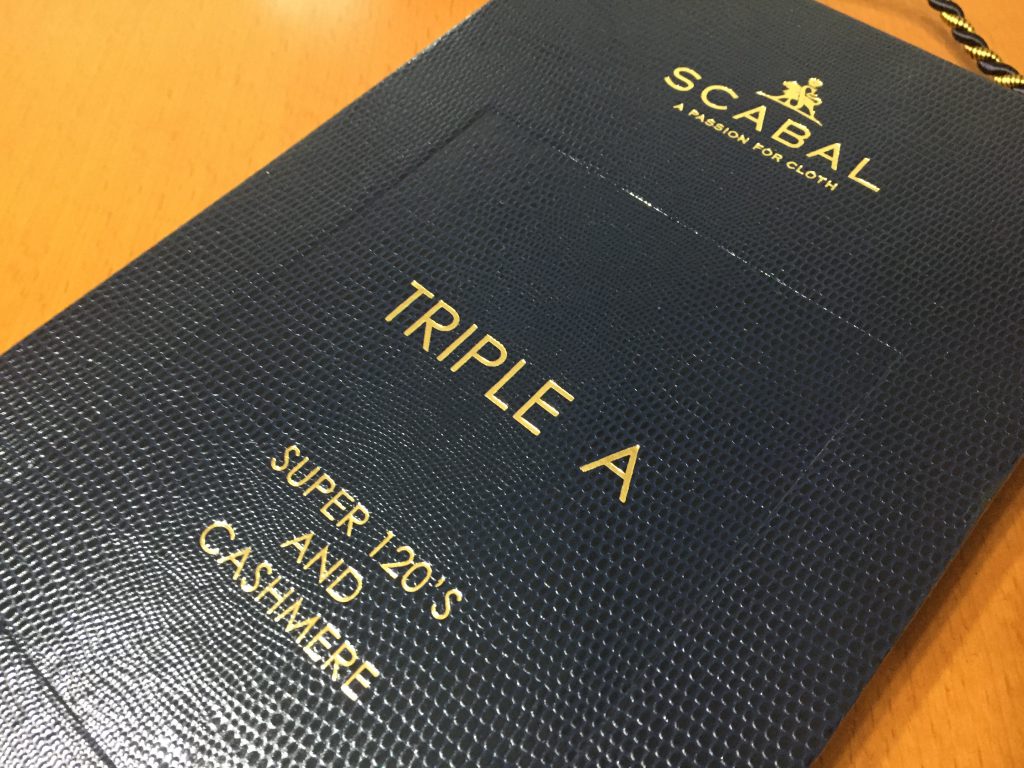 SCABAL
A PASSION FOR CLOTH
TRIPLE A
SUPER 120'S
AND
CASHMERE